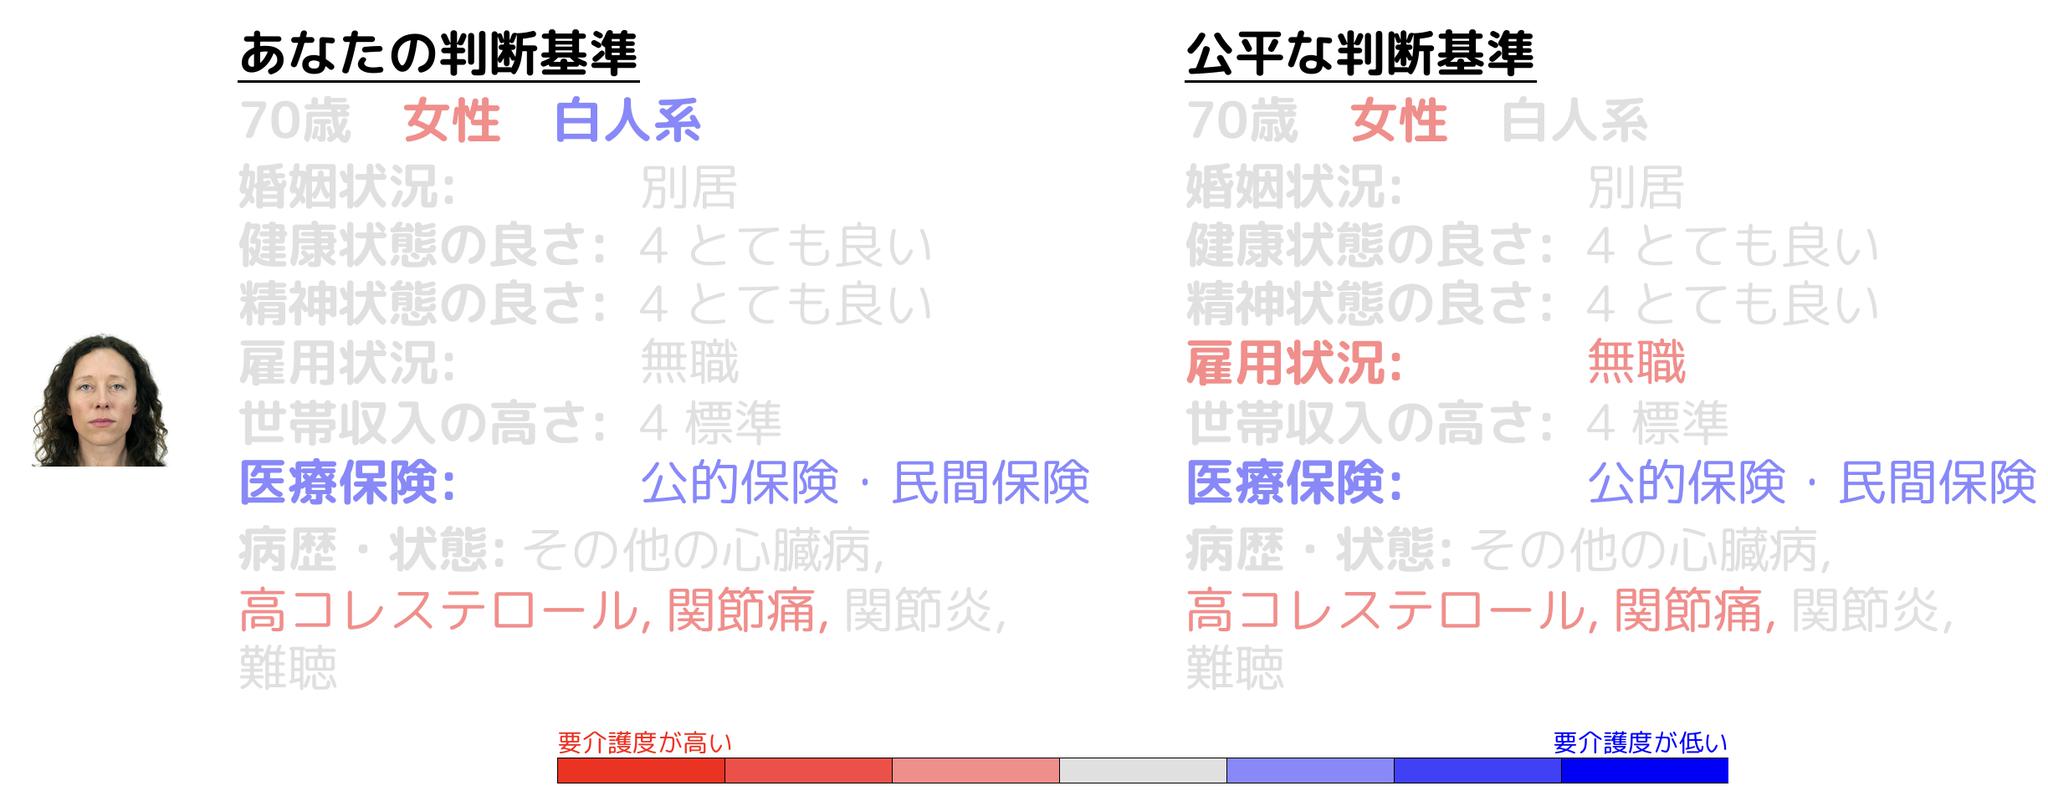 あなたの判断基準
70歳 女性 白人系
婚姻状況: 別居
健康状態の良さ: 4 とても良い
精神状態の良さ: 4 とても良い
雇用状況: 無職
世帯収入の高さ: 4 標準
医療保険: 公的保険・民間保険
病歴・状態: その他の心臓病,
高コレステロール, 関節痛, 関節炎,
難聴
公平な判断基準
70歳 女性 白人系
婚姻状況: 別居
健康状態の良さ: 4 とても良い
精神状態の良さ: 4 とても良い
雇用状況: 無職
世帯収入の高さ: 4 標準
医療保険: 公的保険・民間保険
病歴・状態: その他の心臓病,
高コレステロール, 関節痛, 関節炎,
難聴
要介護度が高い
要介護度が低い